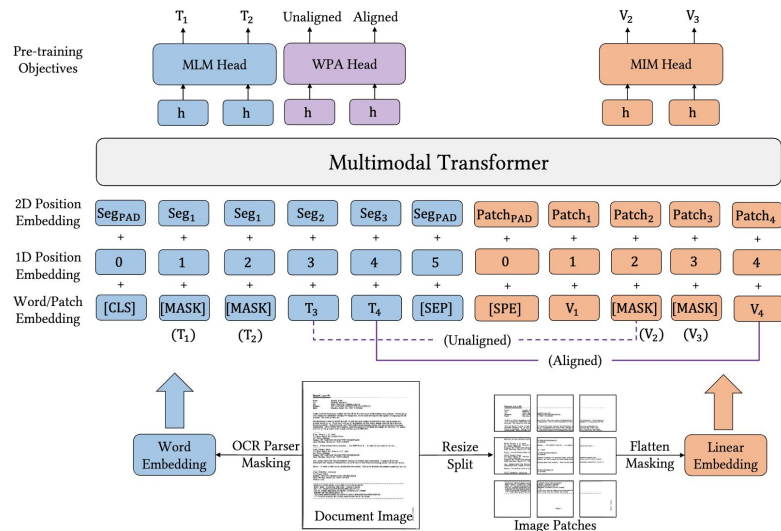 T1 T2 Unaligned Aligned V2 V3
Pre-training
Objectives
MLM Head WPA Head MIM Head
h h h h h h
Multimodal Transformer
2D Position
Embedding
SegPAD Seg1 Seg1 Seg2 Seg3 SegPAD PatchPAD Patch1 Patch2 Patch3 Patch4
+ + + + + + + + + + +
1D Position
Embedding
0 1 2 3 4 5 0 1 2 3 4
+ + + + + + + + + + +
Word/Patch
Embedding
[CLS] [MASK] [MASK] T3 T4 [SEP] [SPE] V1 [MASK] [MASK] V4
(T1) (T2) (Unaligned) (V2) (V3)
(Aligned)
Word
Embedding
OCR Parser
Masking
Document Image
Resize
Split
Image Patches
Flatten
Masking
Linear
Embedding